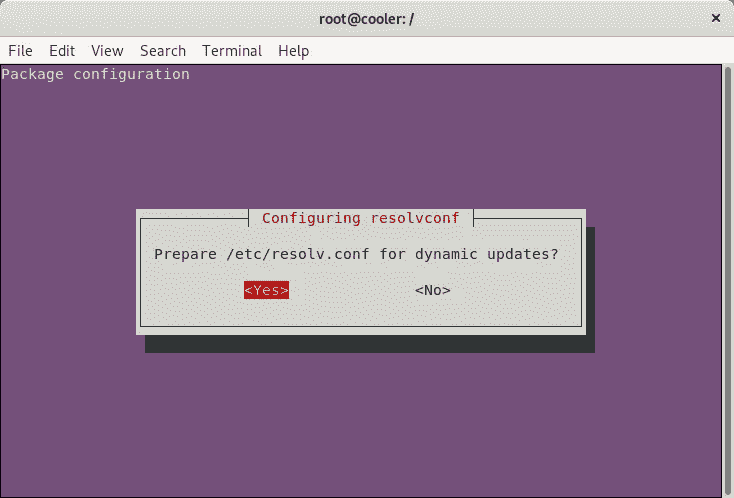 root@cooler: /
×
File Edit View Search Terminal Help
Package configuration
Configuring resolvconf
Prepare /etc/resolv.conf for dynamic updates?
<Yes> <No>